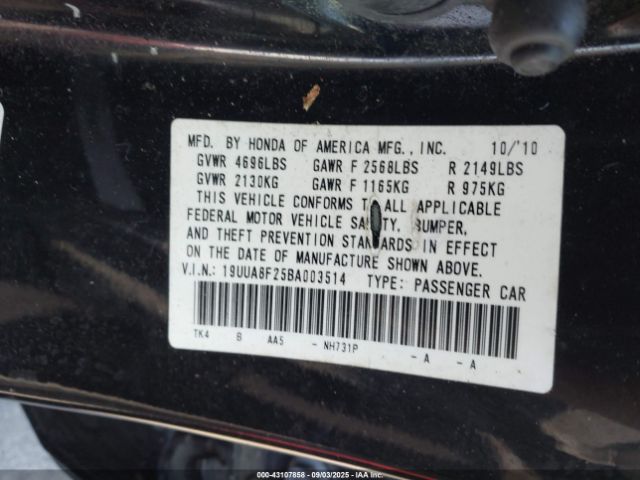 MFD. BY HONDA OF AMERICA MFG., INC. 10/'10
GVWR 4696LBS GAWR F 2568LBS R 2149LBS
GVWR 2130KG GAWR F 1165KG R 975KG
THIS VEHICLE CONFORMS TO ALL APPLICABLE
FEDERAL MOTOR VEHICLE SAFETY, BUMPER,
AND THEFT PREVENTION STANDARDS IN EFFECT
ON THE DATE OF MANUFACTURE SHOWN ABOVE.
V.I.N.: 19UUA8F25BA003514 TYPE: PASSENGER CAR
TK4 B AA5 - NH731P - A - A
000-43107858 - 09/03/2025 - IAAI.COM